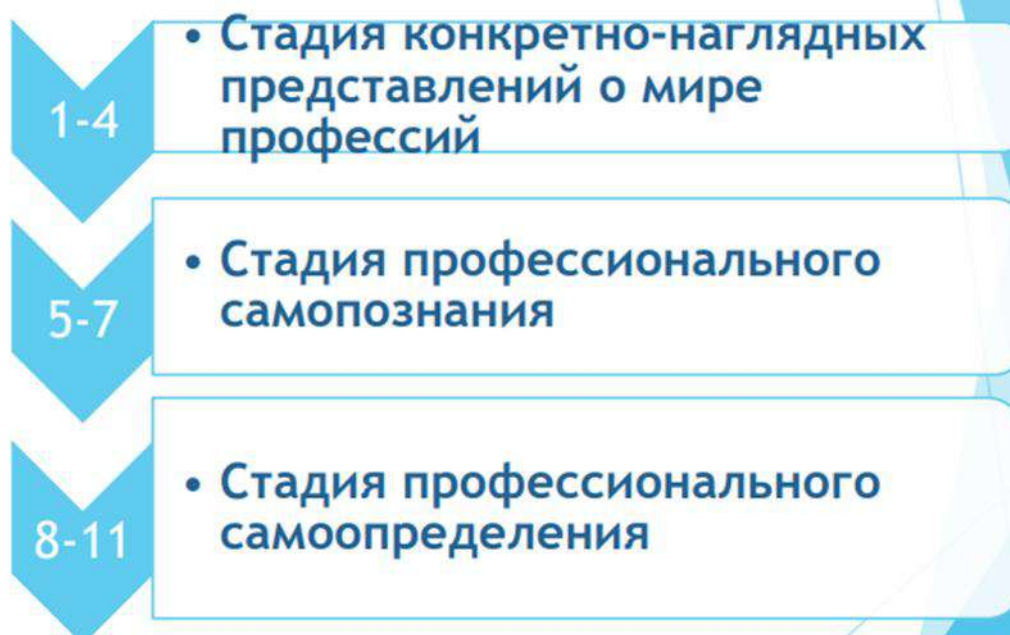 1-4
• Стадия конкретно-наглядных
представлений о мире
профессий
5-7
• Стадия профессионального
самопознания
8-11
• Стадия профессионального
самоопределения